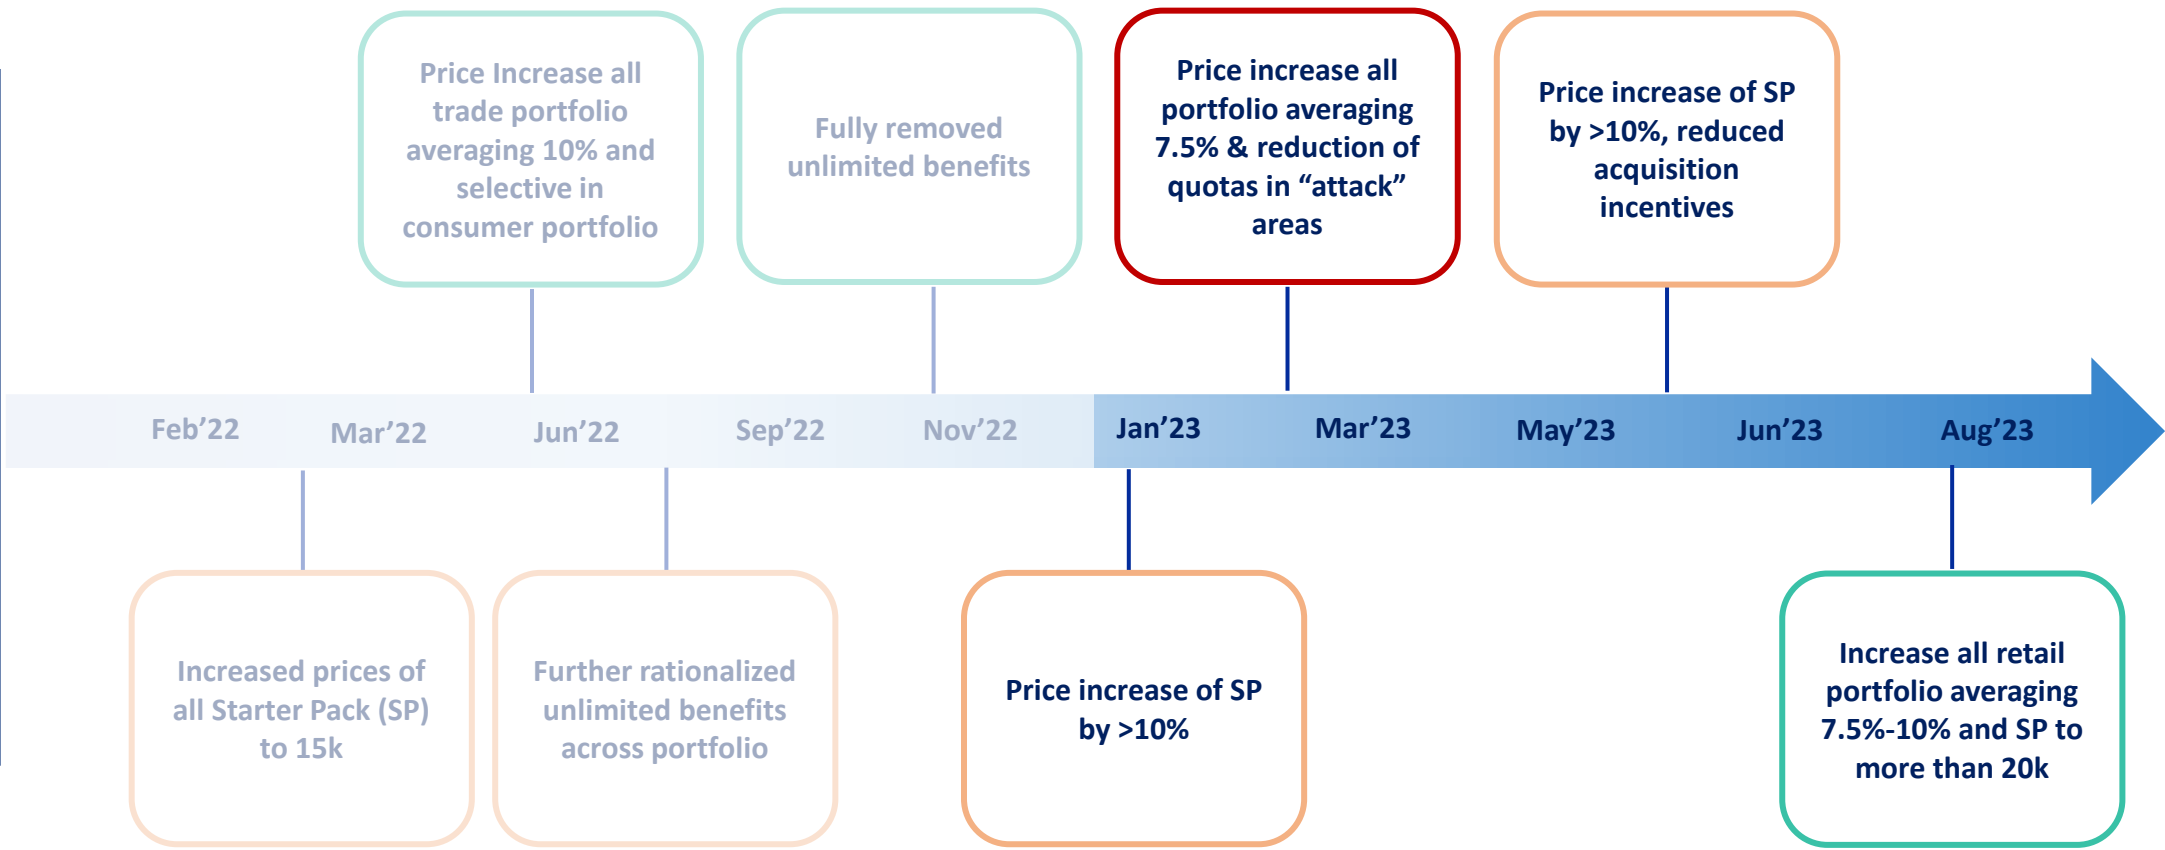 Price Increase all
trade portfolio
averaging 10% and
selective in
consumer portfolio
Fully removed
unlimited benefits
Price increase all
portfolio averaging
7.5% & reduction of
quotas in “attack”
areas
Price increase of SP
by >10%, reduced
acquisition
incentives
Feb’22
Mar’22
Jun’22
Sep’22
Nov’22
Jan’23
Mar’23
May’23
Jun’23
Aug’23
Increased prices of
all Starter Pack (SP)
to 15k
Further rationalized
unlimited benefits
across portfolio
Price increase of SP
by >10%
Increase all retail
portfolio averaging
7.5%-10% and SP to
more than 20k